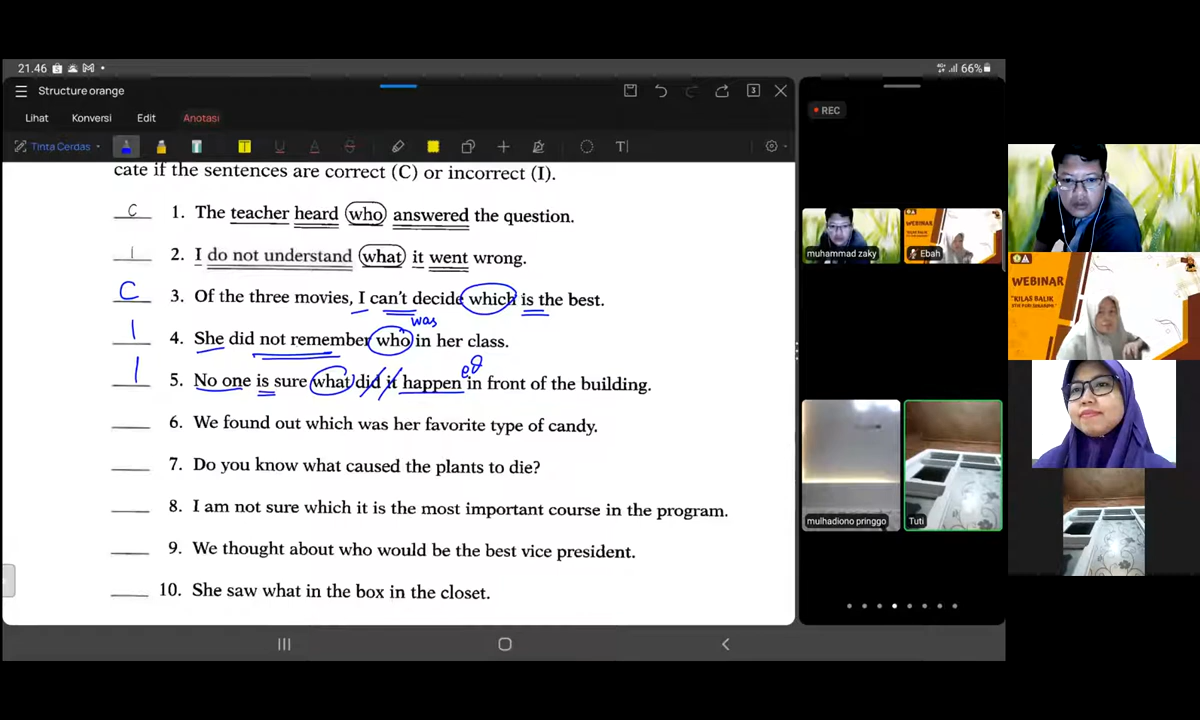 21.46
66%
Structure orange
3
Lihat Konversi Edit Anotasi
Tinta Cerdas
cate if the sentences are correct (C) or incorrect (I).
C 1. The teacher heard who answered the question.
I 2. I do not understand what it went wrong.
C 3. Of the three movies, I can't decide which is the best.
was
I 4. She did not remember who in her class.
I 5. No one is sure what did it happen ed in front of the building.
6. We found out which was her favorite type of candy.
7. Do you know what caused the plants to die?
8. I am not sure which it is the most important course in the program.
9. We thought about who would be the best vice president.
10. She saw what in the box in the closet.
REC
muhammad zaky
Ebah
mulhadiono pringgo
Tuti
WEBINAR
WEBINAR
"KILAS BALIK